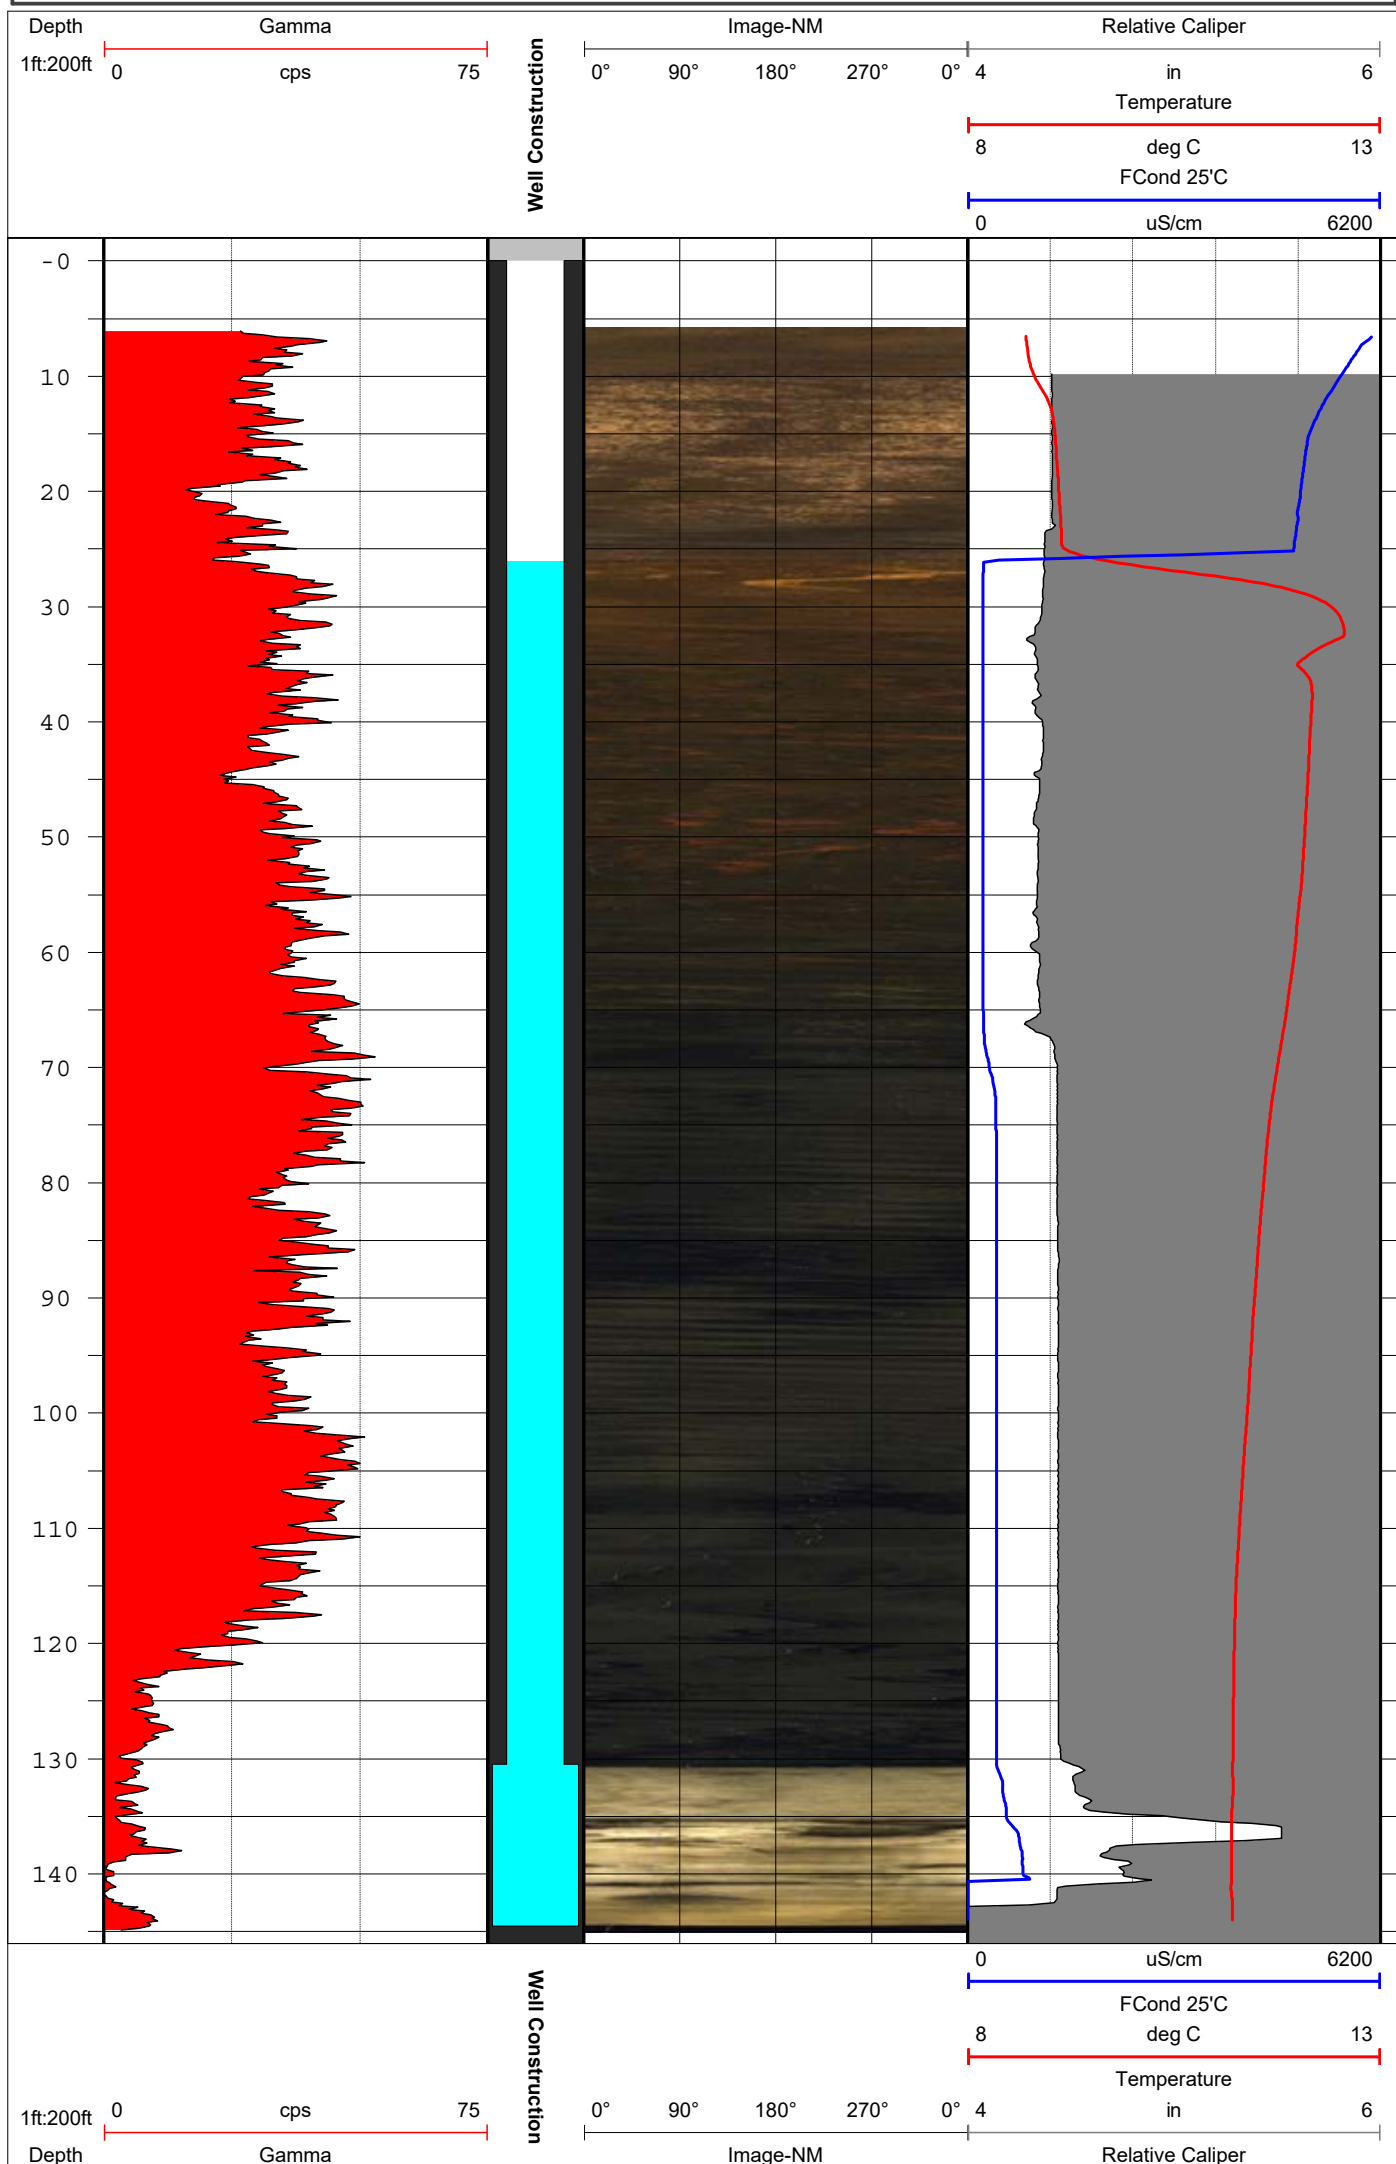 Depth Gamma Image-NM Relative Caliper
1ft:200ft 0 cps 75 Well Construction 0° 90° 180° 270° 0° 4 in 6
Temperature
8 deg C 13
FCond 25'C
0 uS/cm 6200
-0
10
20
30
40
50
60
70
80
90
100
110
120
130
140
0 uS/cm 6200
FCond 25'C
8 deg C 13
Temperature
1ft:200ft 0 cps 75 Well Construction 0° 90° 180° 270° 0° 4 in 6
Depth Gamma Image-NM Relative Caliper